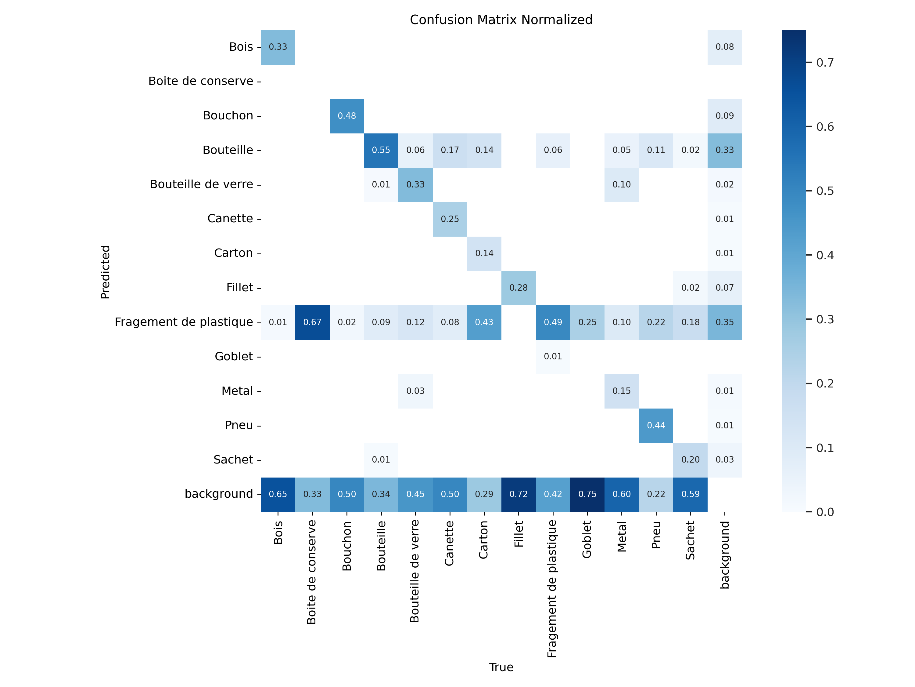 Confusion Matrix Normalized
Bois 0.33 0.08
Boite de conserve
Bouchon 0.48 0.09
Bouteille 0.55 0.06 0.17 0.14 0.06 0.05 0.11 0.02 0.33
Bouteille de verre 0.01 0.33 0.10 0.02
Canette 0.25 0.01
Carton 0.14 0.01
Fillet 0.28 0.02 0.07
Fragement de plastique 0.01 0.67 0.02 0.09 0.12 0.08 0.43 0.49 0.25 0.10 0.22 0.18 0.35
Goblet 0.01
Metal 0.03 0.15 0.01
Pneu 0.44 0.01
Sachet 0.01 0.20 0.03
background 0.65 0.33 0.50 0.34 0.45 0.50 0.29 0.72 0.42 0.75 0.60 0.22 0.59
Predicted
Bois
Boite de conserve
Bouchon
Bouteille
Bouteille de verre
Canette
Carton
Fillet
Fragement de plastique
Goblet
Metal
Pneu
Sachet
background
True
0.7
0.6
0.5
0.4
0.3
0.2
0.1
0.0